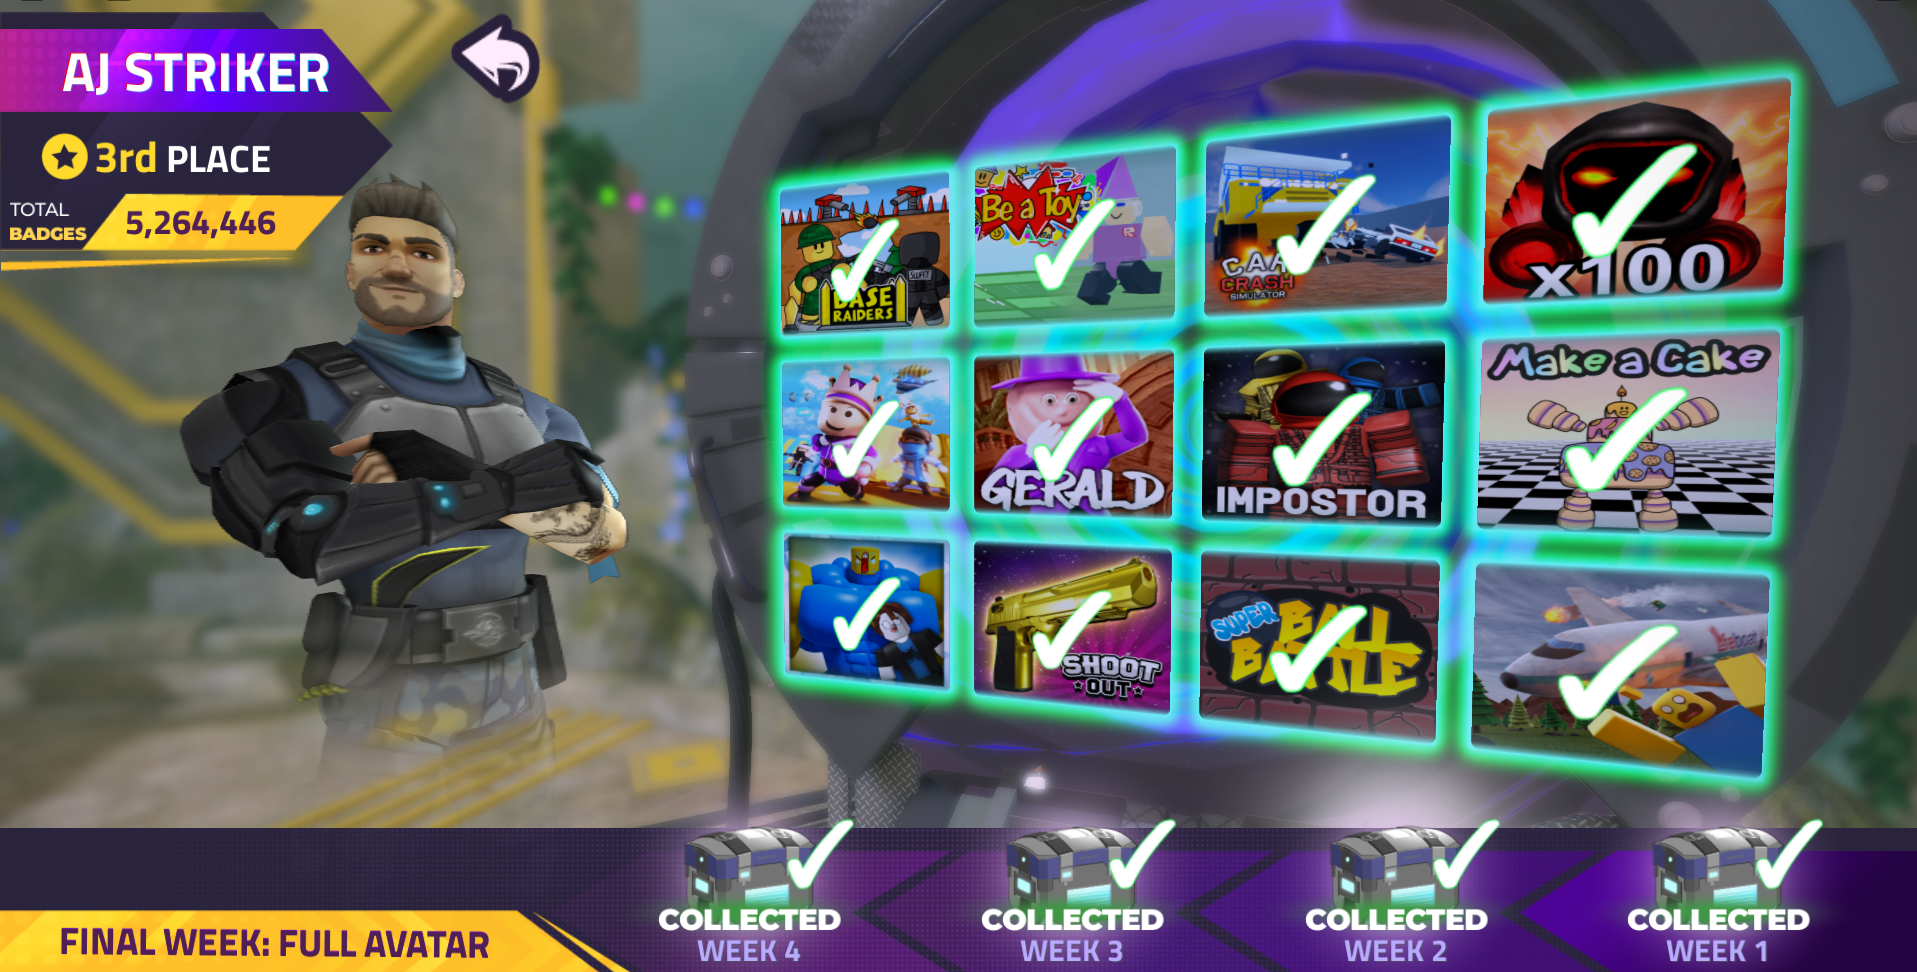 AJ STRIKER
3rd PLACE
TOTAL
BADGES
5,264,446
BASE
RAIDERS
SWAT
Be a Toy
CAR
CRASH
SIMULATOR
x100
GERALD
IMPOSTOR
Make a Cake
SHOOT
OUT
SUPER
BALL
BATTLE
COLLECTED
WEEK 4
COLLECTED
WEEK 3
COLLECTED
WEEK 2
COLLECTED
WEEK 1
FINAL WEEK: FULL AVATAR